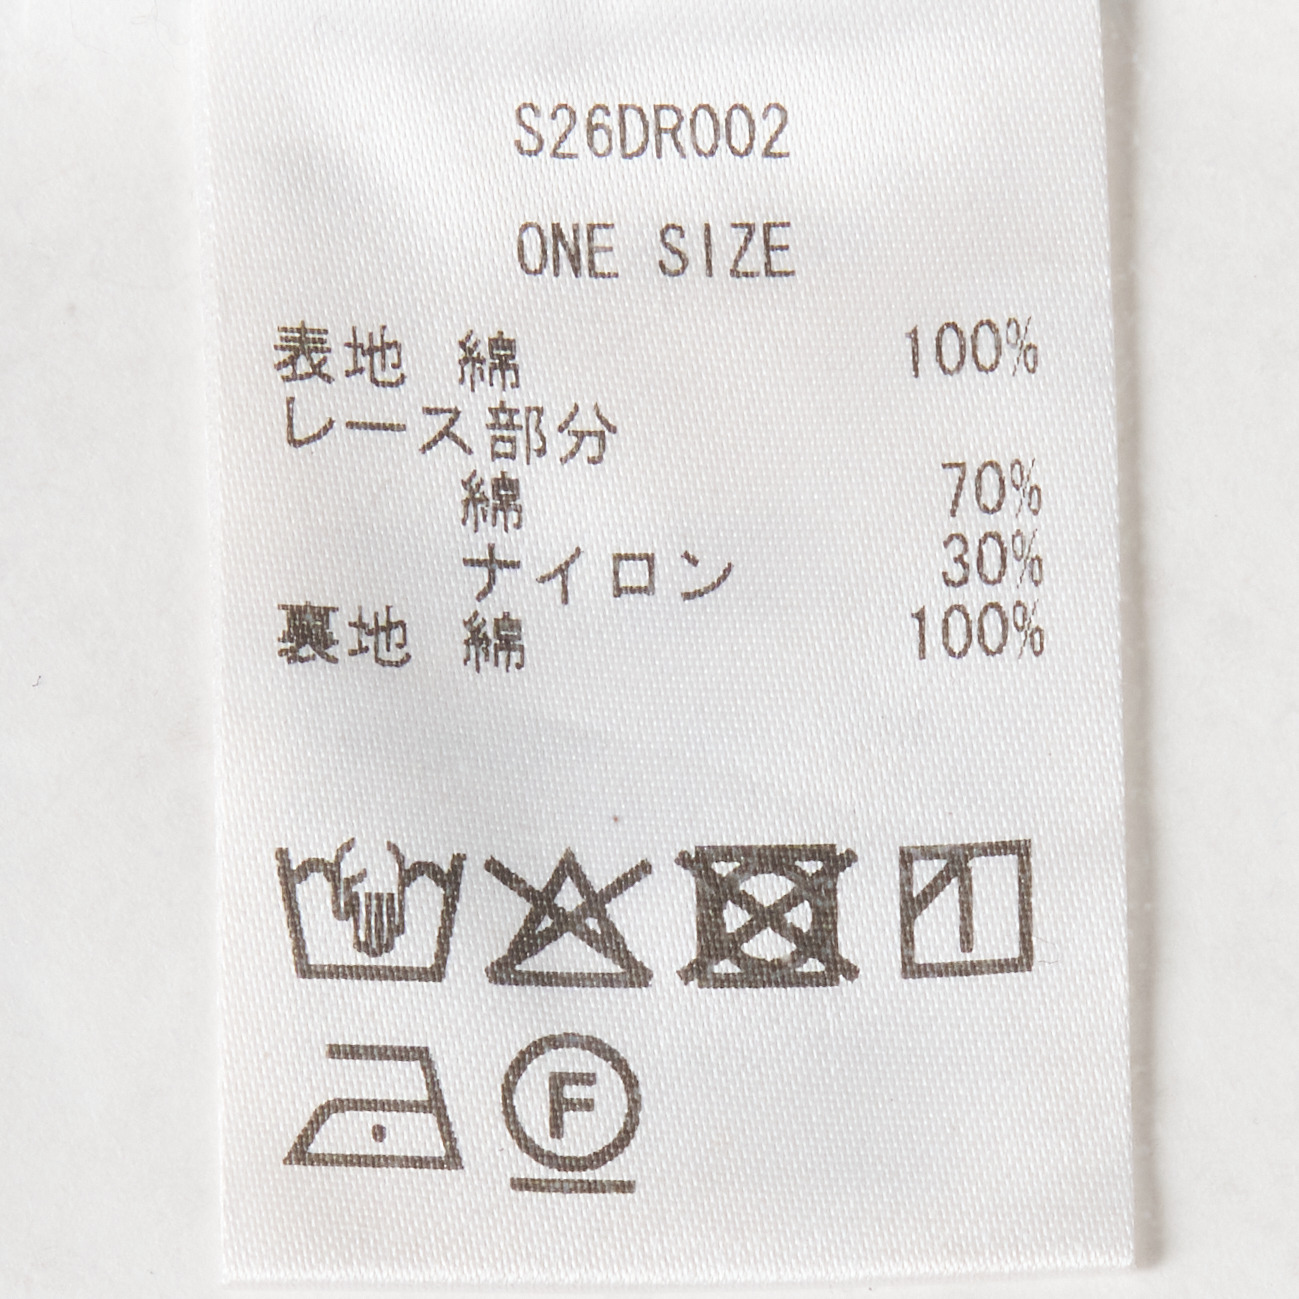 S26DR002
ONE SIZE
表地 綿 100%
レース部分
綿 70%
ナイロン 30%
裏地 綿 100%
F